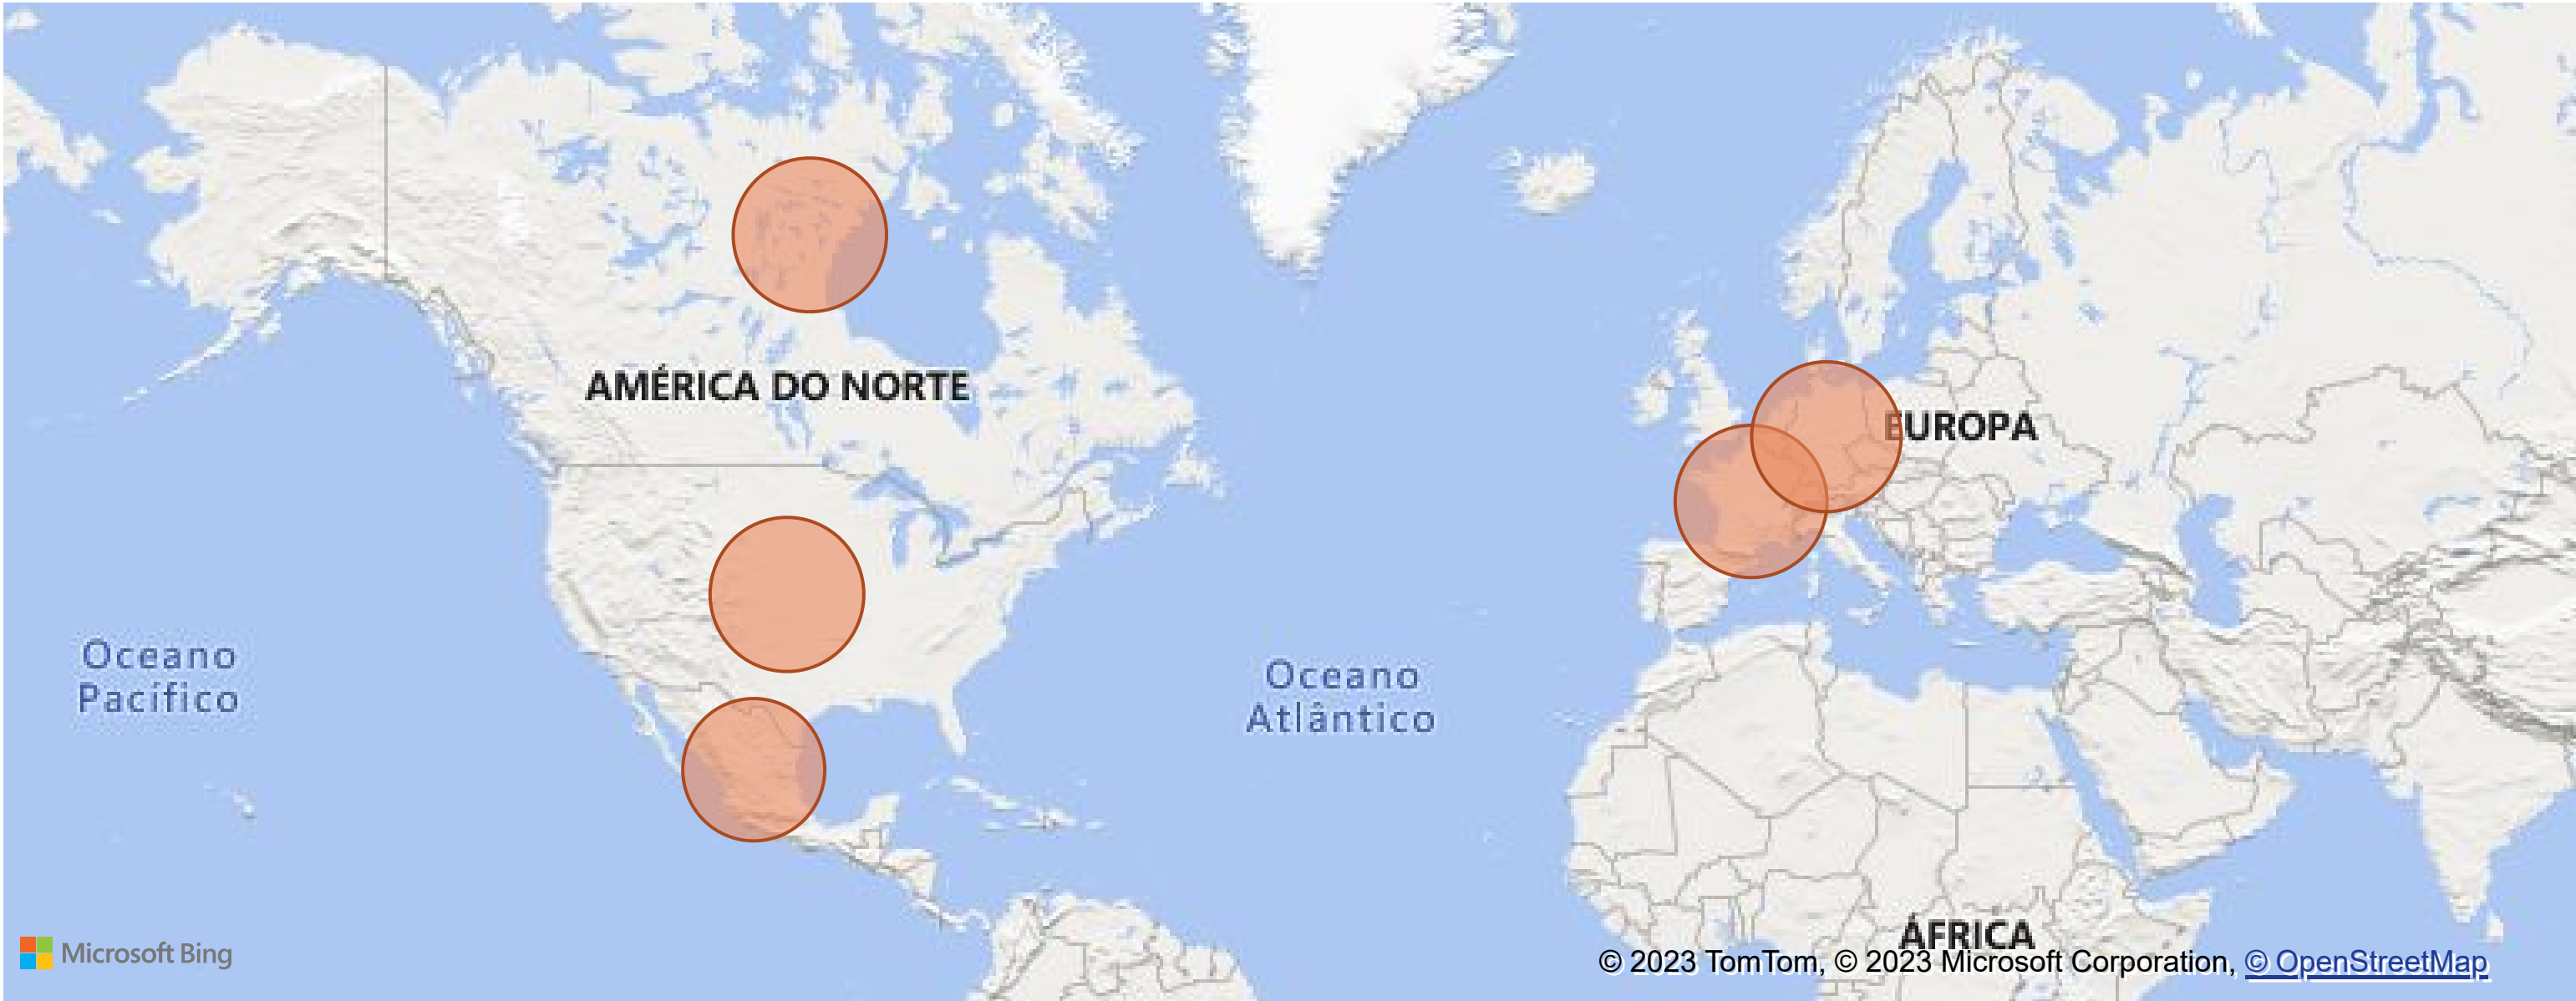 AMÉRICA DO NORTE
EUROPA
Oceano
Pacífico
Oceano
Atlântico
ÁFRICA
Microsoft Bing
© 2023 TomTom, © 2023 Microsoft Corporation, © OpenStreetMap